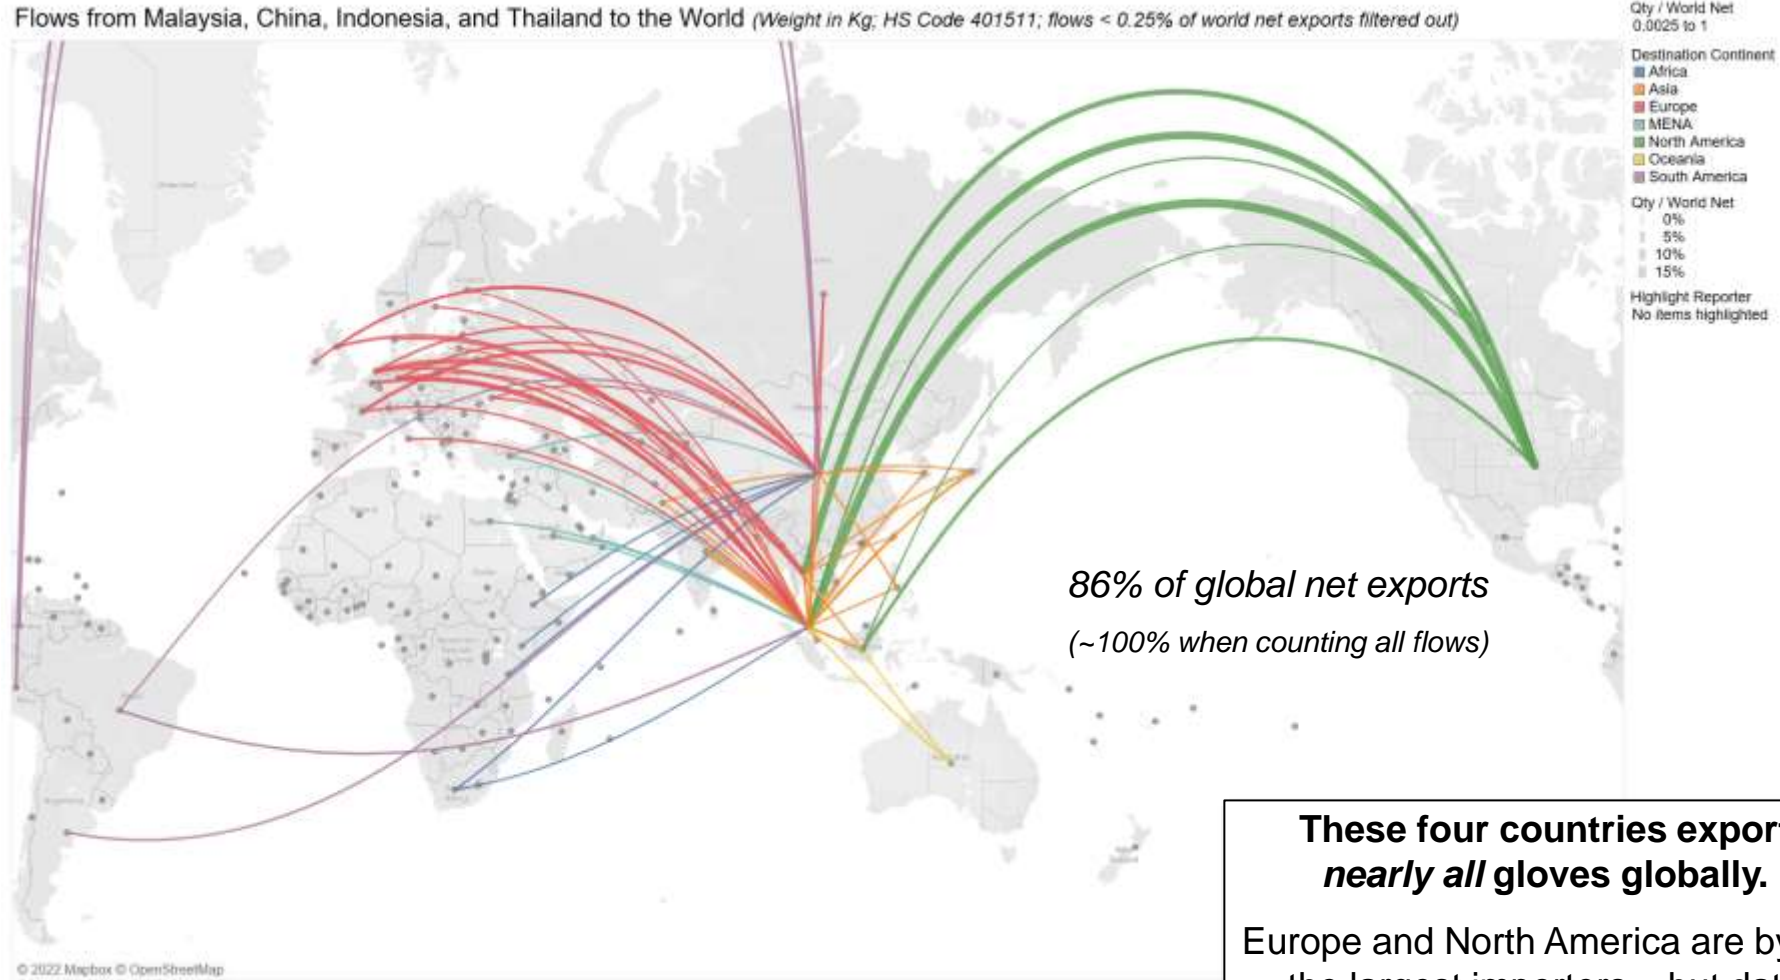 Flows from Malaysia, China, Indonesia, and Thailand to the World (Weight in Kg; HS Code 401511; flows < 0.25% of world net exports filtered out)
Qty / World Net
0.0025 to 1
Destination Continent
Africa
Asia
Europe
MENA
North America
Oceania
South America
Qty / World Net
0%
5%
10%
15%
Highlight Reporter
No items highlighted
86% of global net exports
(~100% when counting all flows)
These four countries export
nearly all gloves globally.
Europe and North America are by
© 2022 Mapbox © OpenStreetMap